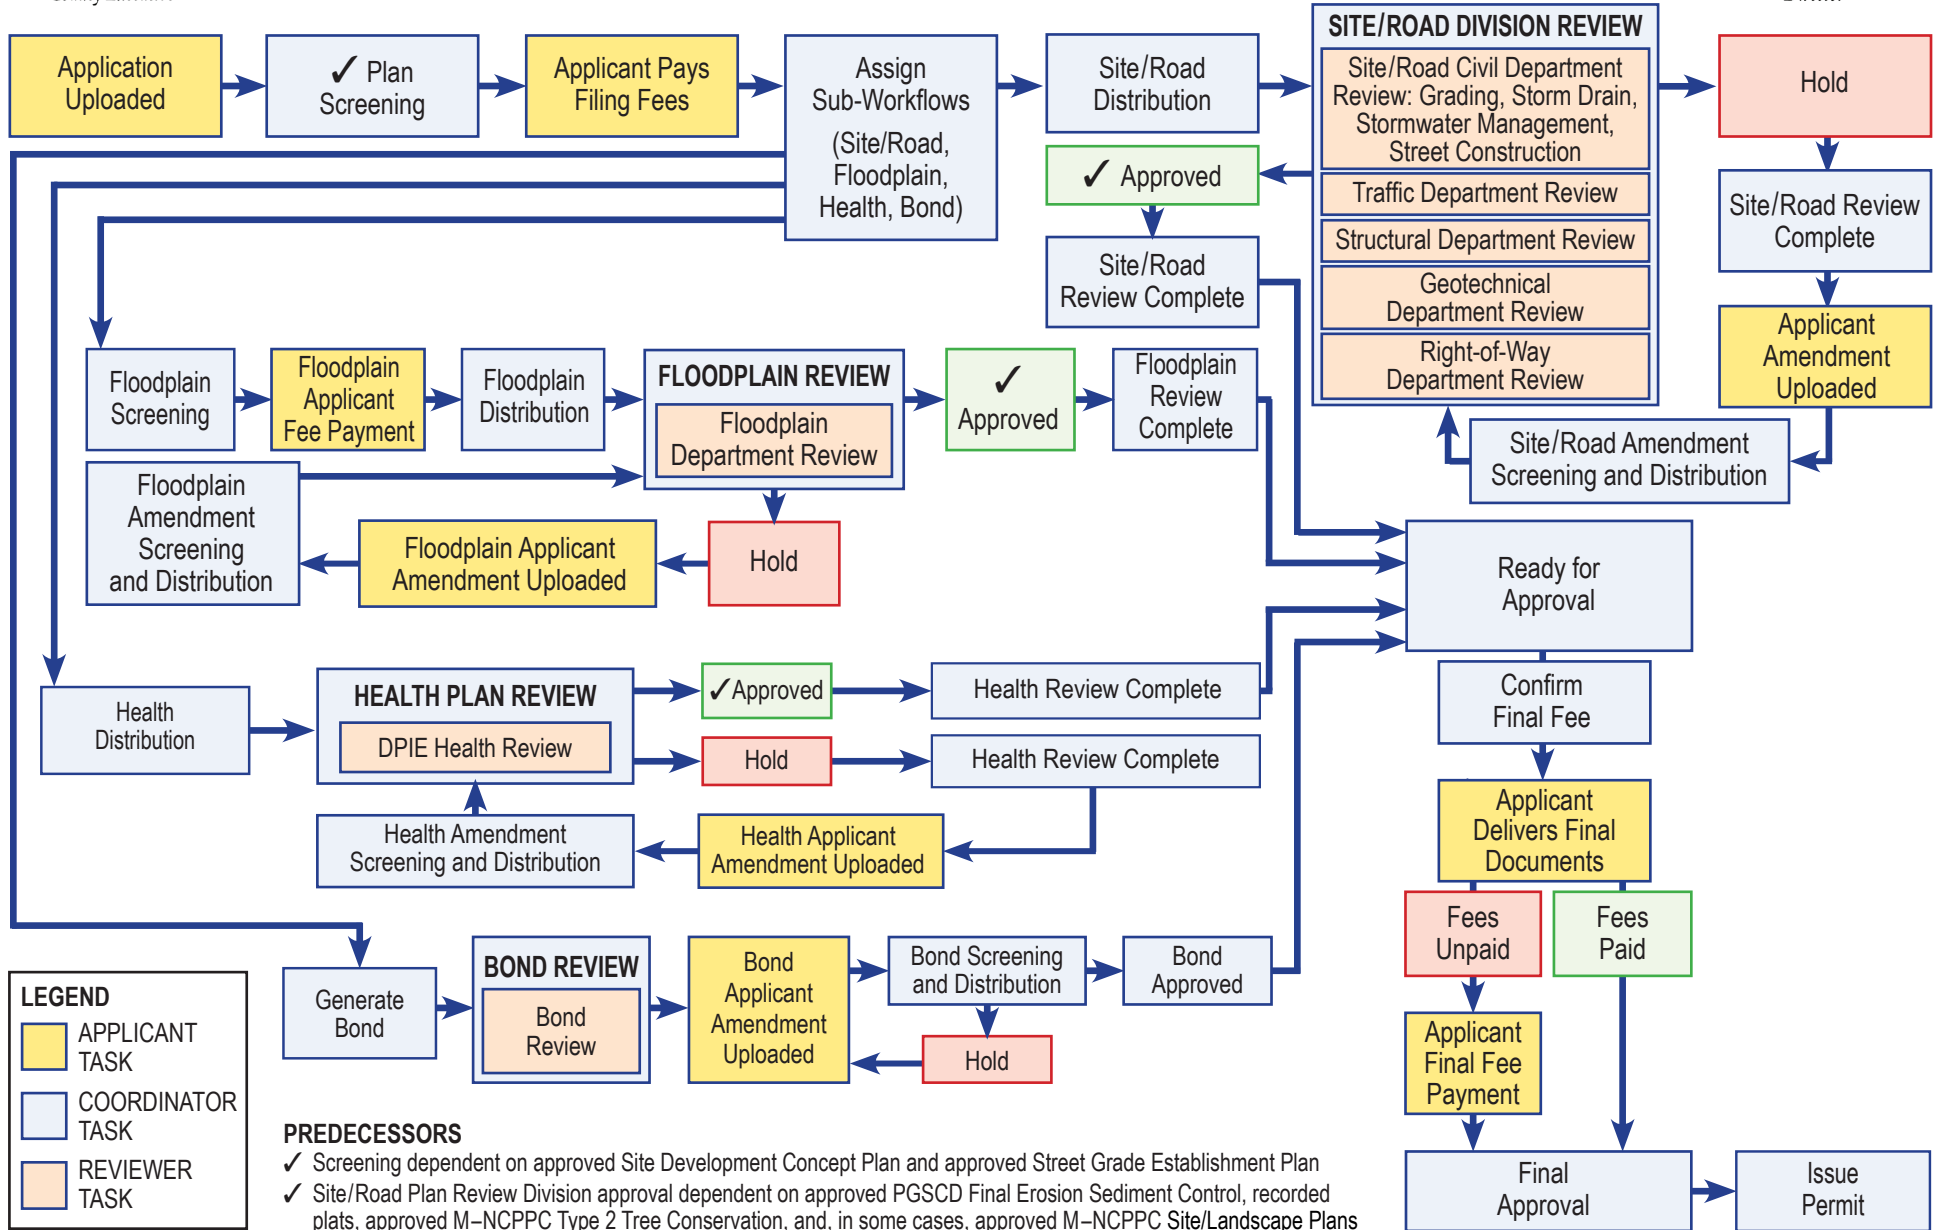 Application
Uploaded
✓ Plan
Screening
Applicant Pays
Filing Fees
Assign
Sub-Workflows
(Site/Road,
Floodplain,
Health, Bond)
Site/Road
Distribution
SITE/ROAD DIVISION REVIEW
Site/Road Civil Department
Review: Grading, Storm Drain,
Stormwater Management,
Street Construction
Traffic Department Review
Structural Department Review
Geotechnical
Department Review
Right-of-Way
Department Review
Hold
Site/Road Review
Complete
Applicant
Amendment
Uploaded
Site/Road Amendment
Screening and Distribution
✓ Approved
Site/Road
Review Complete
Floodplain
Screening
Floodplain
Applicant
Fee Payment
Floodplain
Distribution
FLOODPLAIN REVIEW
Floodplain
Department Review
✓
Approved
Floodplain
Review
Complete
Floodplain
Amendment
Screening
and Distribution
Floodplain Applicant
Amendment Uploaded
Hold
Ready for
Approval
Health
Distribution
HEALTH PLAN REVIEW
DPIE Health Review
✓ Approved
Health Review Complete
Hold
Health Review Complete
Health Amendment
Screening and Distribution
Health Applicant
Amendment Uploaded
Confirm
Final Fee
Applicant
Delivers Final
Documents
Fees
Unpaid
Fees
Paid
Applicant
Final Fee
Payment
Final
Approval
Issue
Permit
Generate
Bond
BOND REVIEW
Bond
Review
Bond
Applicant
Amendment
Uploaded
Bond Screening
and Distribution
Bond
Approved
Hold
LEGEND
APPLICANT
TASK
COORDINATOR
TASK
REVIEWER
TASK
PREDECESSORS
✓ Screening dependent on approved Site Development Concept Plan and approved Street Grade Establishment Plan
✓ Site/Road Plan Review Division approval dependent on approved PGSCD Final Erosion Sediment Control, recorded
plats, approved M–NCPPC Type 2 Tree Conservation, and, in some cases, approved M–NCPPC Site/Landscape Plans